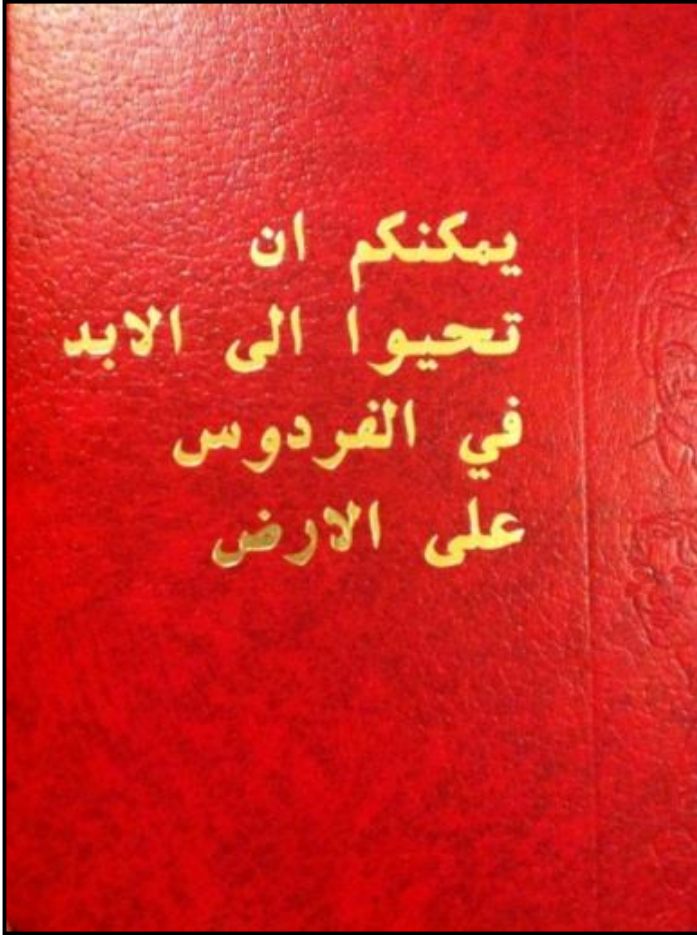 يمكنكم ان
تحيوا الى الابد
في الفردوس
على الارض